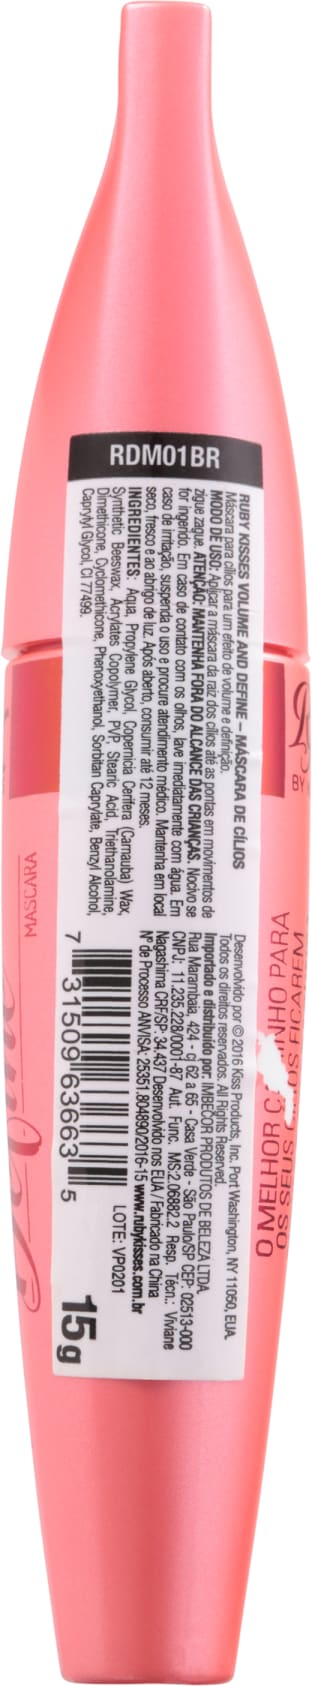 RDM01BR
RUBY KISSES VOLUME AND DEFINE – MÁSCARA DE CÍLIOS
Máscara para cílios para um efeito de volume e definição.
MODO DE USO: Aplicar a máscara da raiz dos cílios até as pontas em movimentos de
zigue zague. ATENÇÃO: MANTENHA FORA DO ALCANCE DAS CRIANÇAS. Nocivo se
for ingerido. Em caso de contato com os olhos, lave imediatamente com água. Em
caso de irritação, suspenda o uso e procure atendimento médico. Mantenha em local
seco, fresco e ao abrigo de luz. Após aberto, consumir até 12 meses.
INGREDIENTES: Aqua, Propylene Glycol, Copernicia Cerifera (Carnauba) Wax,
Synthetic Beeswax, Acrylates Copolymer, PVP, Stearic Acid, Triethanolamine,
Dimethicone, Cyclomethicone, Phenoxyethanol, Sorbitan Caprylate, Benzyl Alcohol,
Caprylyl Glycol, CI 77499.
Desenvolvido por © 2016 Kiss Products, Inc. Port Washington, NY 11050, EUA.
Todos os direitos reservados. All Rights Reserved.
Importado e distribuído por: IMBECOR PRODUTOS DE BELEZA LTDA.
Rua Marambaia, 424 - cj 62 a 65 - Casa Verde - São Paulo/SP CEP: 02513-000
CNPJ: 11.235.228/0001-87 Aut. Func. MS:2.06882.2 Resp. Técn.: Viviane
Nagashima CRF/SP: 34.437 Desenvolvido nos EUA / Fabricado na China
Nº de Processo ANVISA: 25351.804990/2016-15 www.rubykisses.com.br
LOTE: VP0201
7 31509 63663 5
15g
MASCARA
BY
O MELHOR
NHO PARA
OS SEUS
FICAREM